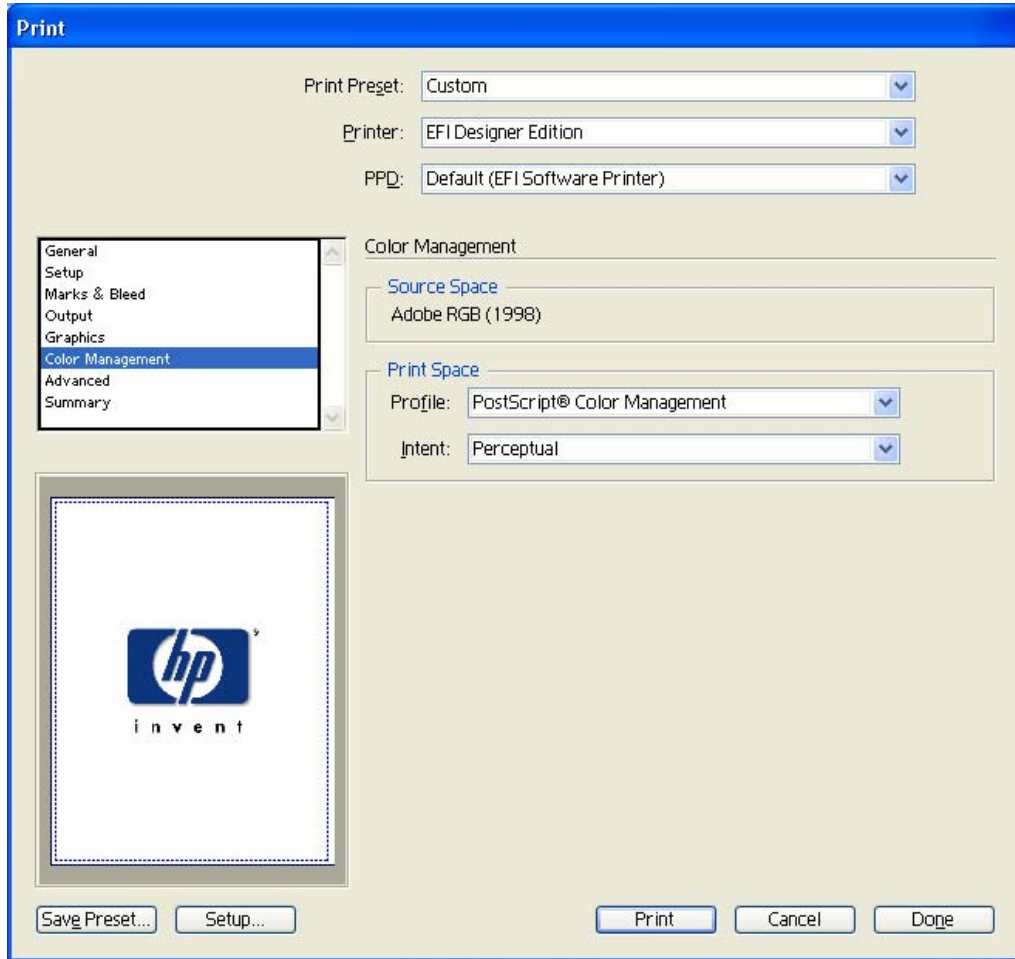 Print
Print Preset: Custom
Printer: EFI Designer Edition
PPD: Default (EFI Software Printer)
General
Setup
Marks & Bleed
Output
Graphics
Color Management
Advanced
Summary
Color Management
Source Space
Adobe RGB (1998)
Print Space
Profile: PostScript® Color Management
Intent: Perceptual
hp
invent
Save Preset... Setup... Print Cancel Done